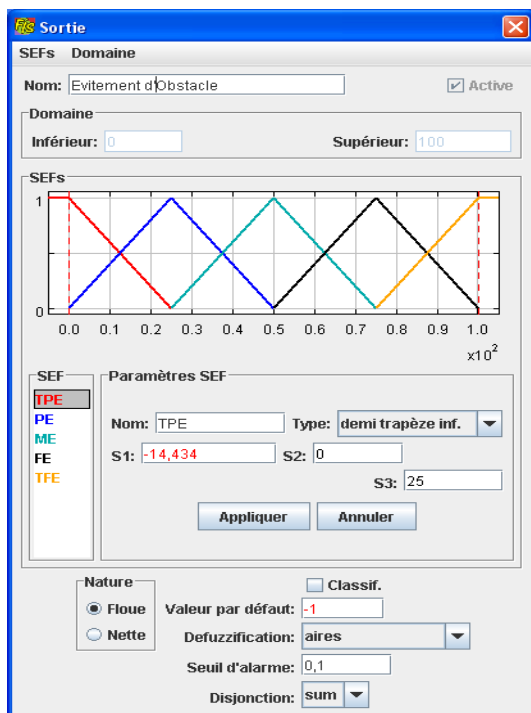 Sortie
SEFs Domaine
Nom: Evitement d'Obstacle Active
Domaine
Inférieur: 0 Supérieur: 100
SEFs
1
0
0.0 0.1 0.2 0.3 0.4 0.5 0.6 0.7 0.8 0.9 1.0
x10²
SEF Paramètres SEF
TPE
PE
ME
FE
TFE
Nom: TPE Type: demi trapèze inf.
S1: -14,434 S2: 0
S3: 25
Appliquer Annuler
Nature
Floue
Nette
Classif.
Valeur par défaut: -1
Defuzzification: aires
Seuil d'alarme: 0,1
Disjonction: sum